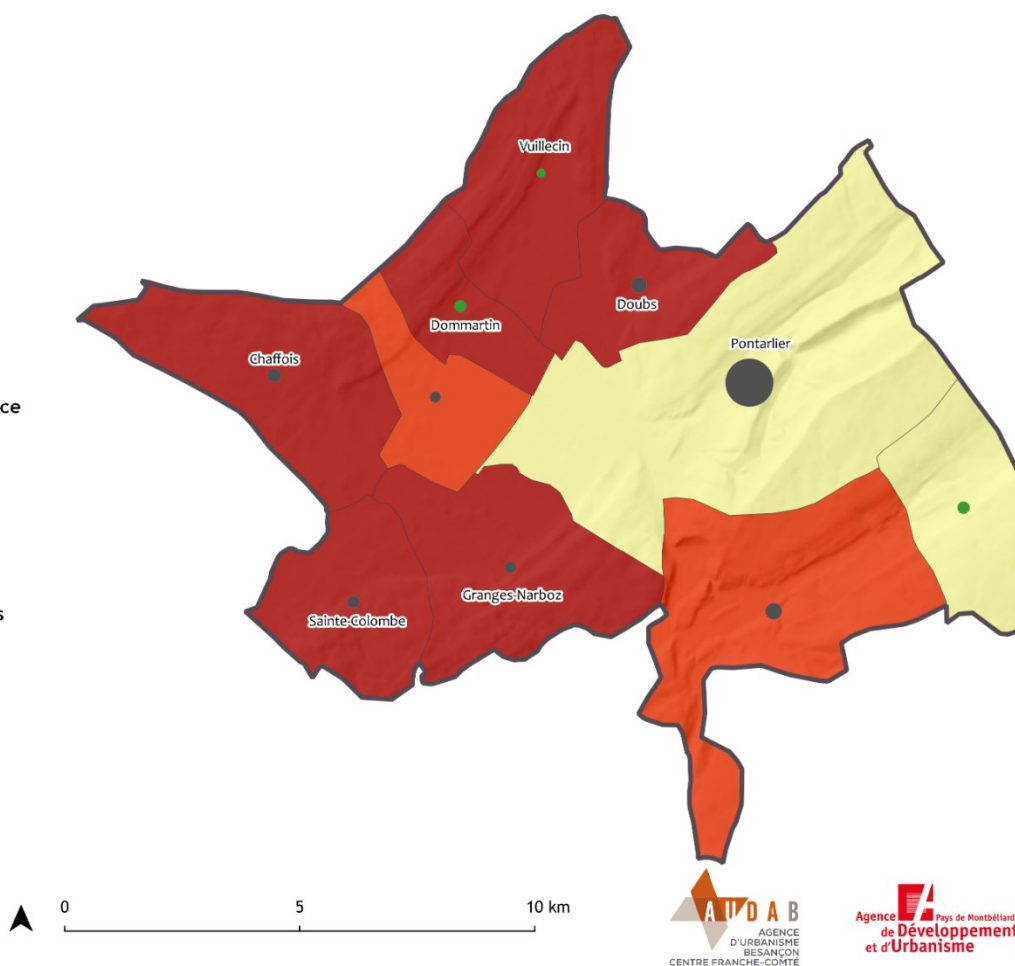 Vuillecin
Doubs
Dommartin
Pontarlier
Chaffois
ce
Granges-Narboz
s
Sainte-Colombe
0 5 10 km
AUDAB
AGENCE
D'URBANISME
BESANÇON
CENTRE FRANCHE-COMTÉ
Agence Pays de Montbéliard
de Développement
et d'Urbanisme